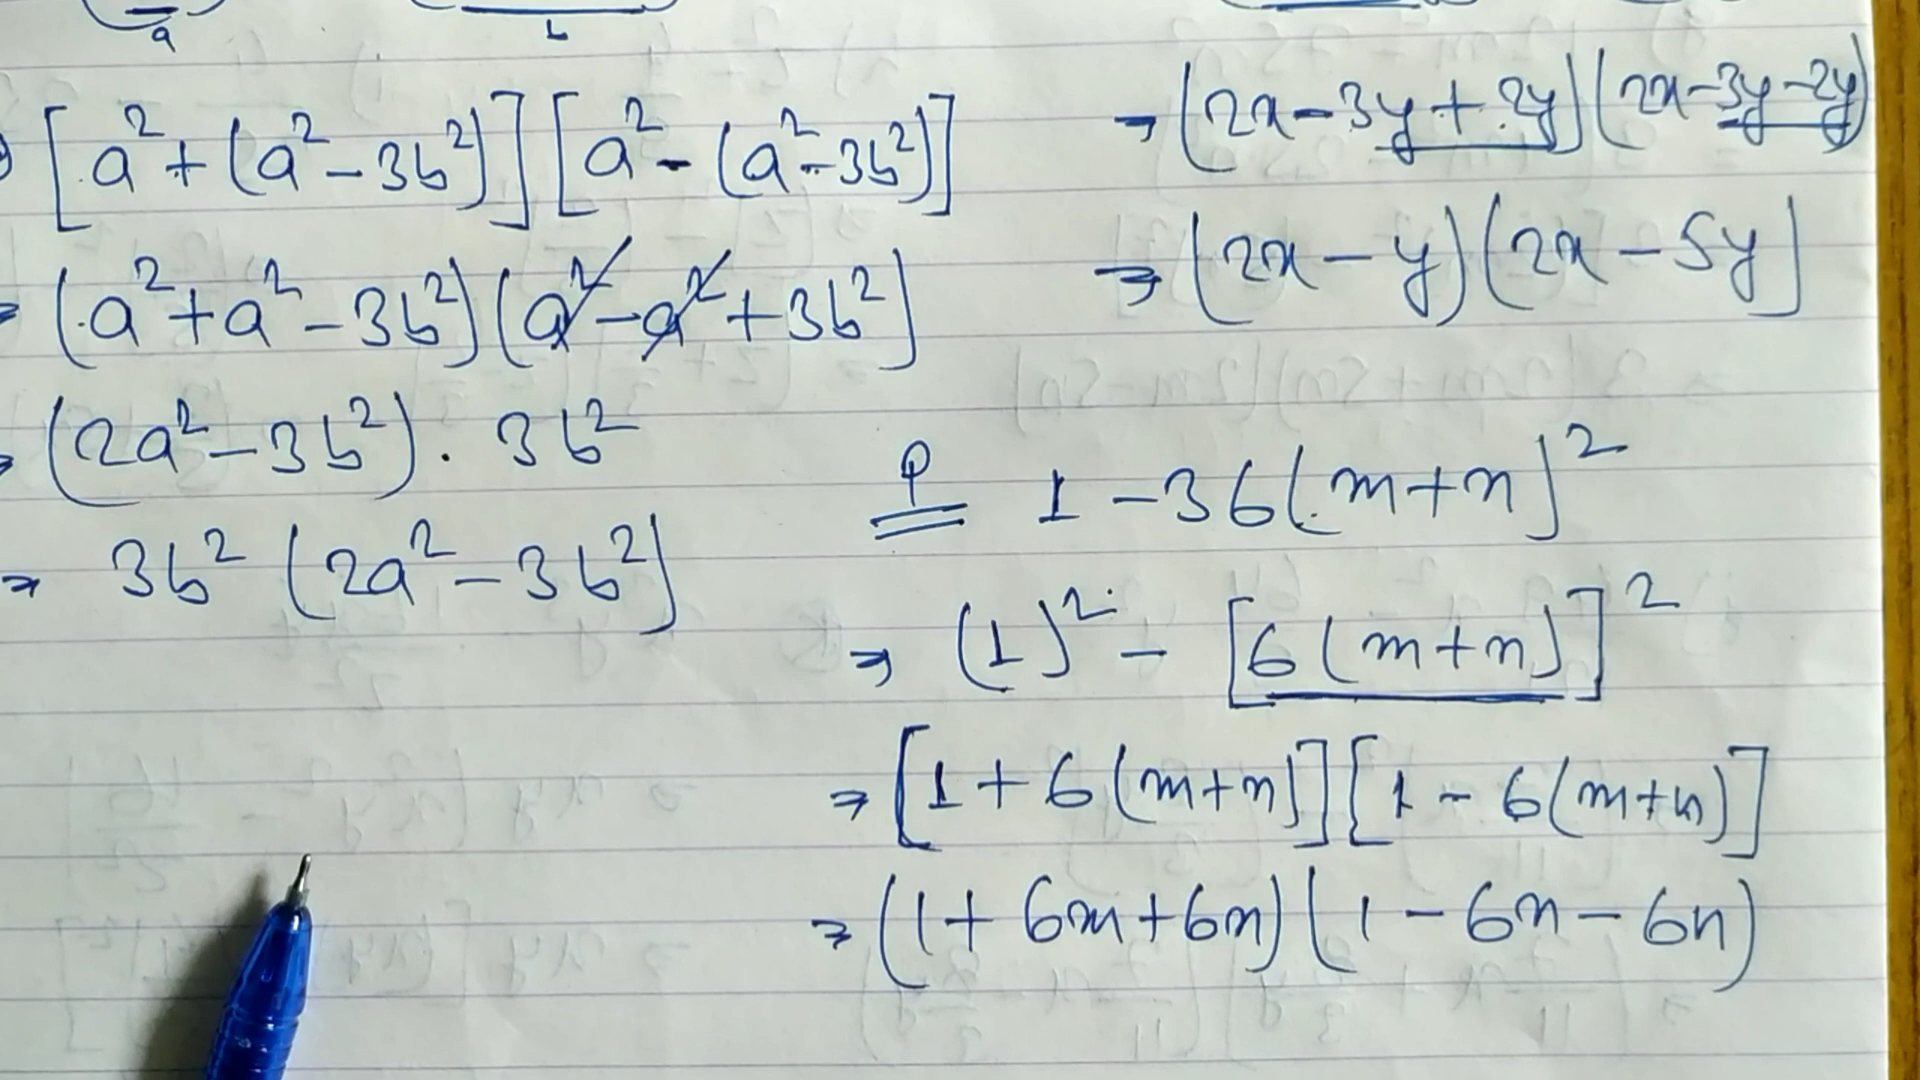 a
b
[a² + (a² - 3b²)] [a² - (a² - 3b²)]
(a² + a² - 3b²) (a² - a² + 3b²)
⇒ (2a² - 3b²) . 3b²
⇒ 3b² (2a² - 3b²)
⇒ (2x - 3y + 2y) (2x - 3y - 2y)
⇒ (2x - y) (2x - 5y)
Q 1 - 36(m+n)²
⇒ (1)² - [6(m+n)]²
⇒ [1 + 6(m+n)] [1 - 6(m+n)]
⇒ (1 + 6m + 6n) (1 - 6n - 6n)